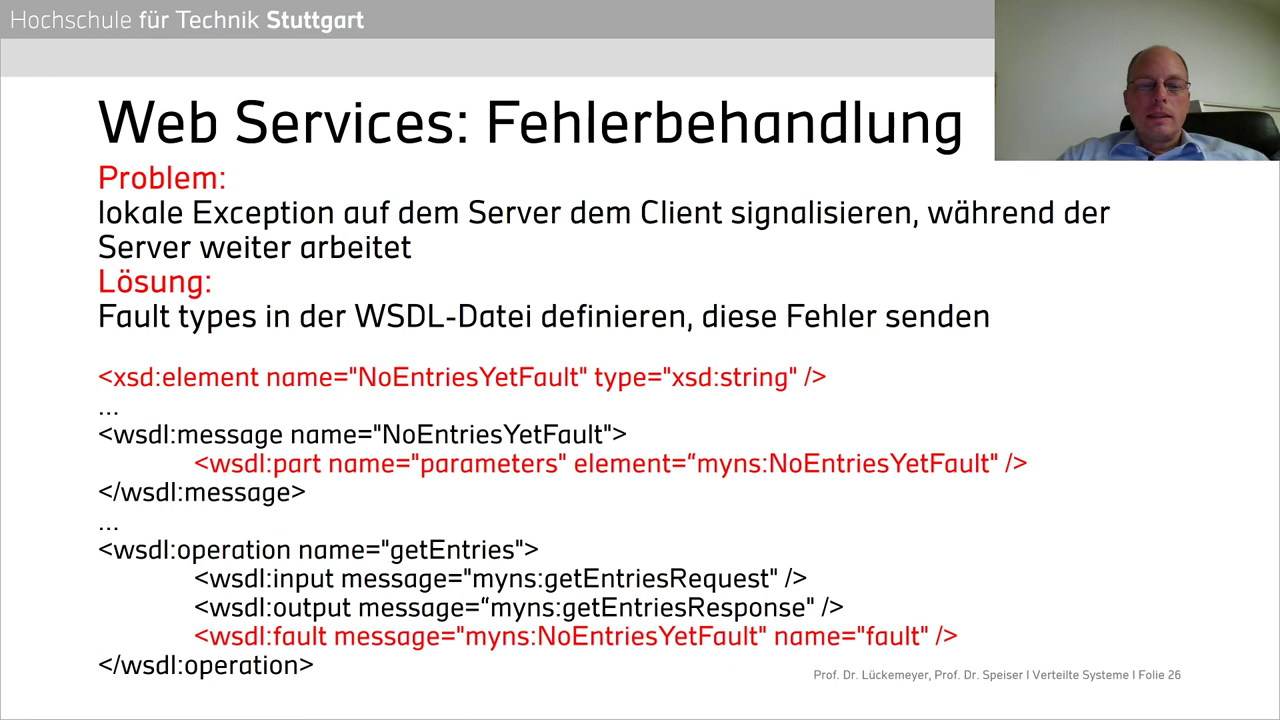 Hochschule für Technik Stuttgart
Web Services: Fehlerbehandlung
Problem:
lokale Exception auf dem Server dem Client signalisieren, während der
Server weiter arbeitet
Lösung:
Fault types in der WSDL-Datei definieren, diese Fehler senden
<xsd:element name="NoEntriesYetFault" type="xsd:string" />
...
<wsdl:message name="NoEntriesYetFault">
<wsdl:part name="parameters" element=“myns:NoEntriesYetFault" />
</wsdl:message>
...
<wsdl:operation name="getEntries">
<wsdl:input message="myns:getEntriesRequest" />
<wsdl:output message=“myns:getEntriesResponse" />
<wsdl:fault message="myns:NoEntriesYetFault" name="fault" />
</wsdl:operation>
Prof. Dr. Lückemeyer, Prof. Dr. Speiser I Verteilte Systeme I Folie 26